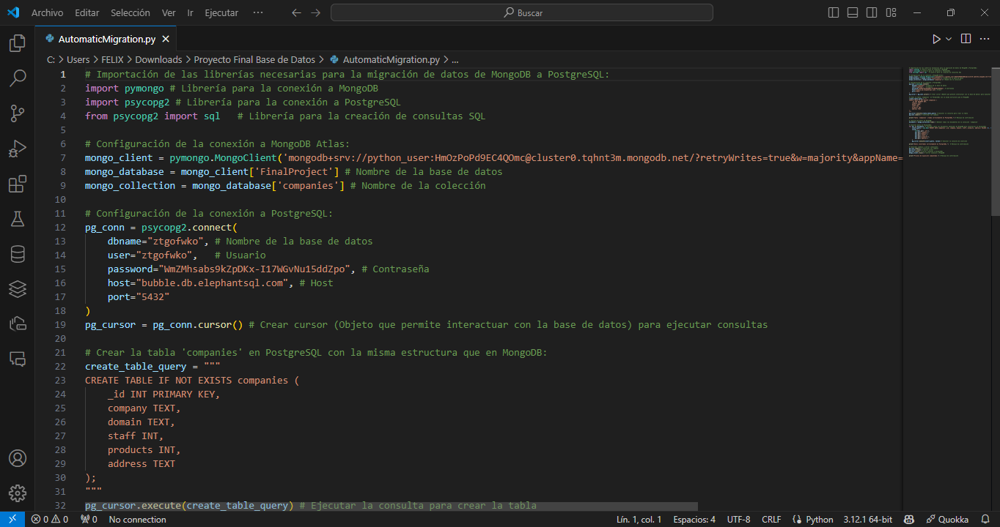 Archivo Editar Selección Ver Ir Ejecutar ··· Buscar
AutomaticMigration.py
C: > Users > FELIX > Downloads > Proyecto Final Base de Datos > AutomaticMigration.py > ...
1 # Importación de las librerías necesarias para la migración de datos de MongoDB a PostgreSQL:
2 import pymongo # Librería para la conexión a MongoDB
3 import psycopg2 # Librería para la conexión a PostgreSQL
4 from psycopg2 import sql # Librería para la creación de consultas SQL
5
6 # Configuración de la conexión a MongoDB Atlas:
7 mongo_client = pymongo.MongoClient('mongodb+srv://python_user:HmOzPoPd9EC4QOmc@cluster0.tqhnt3m.mongodb.net/?retryWrites=true&w=majority&appName=
8 mongo_database = mongo_client['FinalProject'] # Nombre de la base de datos
9 mongo_collection = mongo_database['companies'] # Nombre de la colección
10
11 # Configuración de la conexión a PostgreSQL:
12 pg_conn = psycopg2.connect(
13 dbname="ztgofwko", # Nombre de la base de datos
14 user="ztgofwko", # Usuario
15 password="WmZMhsabs9kZpDKx-I17WGvNu15ddZpo", # Contraseña
16 host="bubble.db.elephantsql.com", # Host
17 port="5432"
18 )
19 pg_cursor = pg_conn.cursor() # Crear cursor (Objeto que permite interactuar con la base de datos) para ejecutar consultas
20
21 # Crear la tabla 'companies' en PostgreSQL con la misma estructura que en MongoDB:
22 create_table_query = """
23 CREATE TABLE IF NOT EXISTS companies (
24 _id INT PRIMARY KEY,
25 company TEXT,
26 domain TEXT,
27 staff INT,
28 products INT,
29 address TEXT
30 );
31 """
32 pg_cursor.execute(create_table_query) # Ejecutar la consulta para crear la tabla
0 0 0 No connection Lín. 1, col. 1 Espacios: 4 UTF-8 CRLF Python 3.12.1 64-bit Quokka